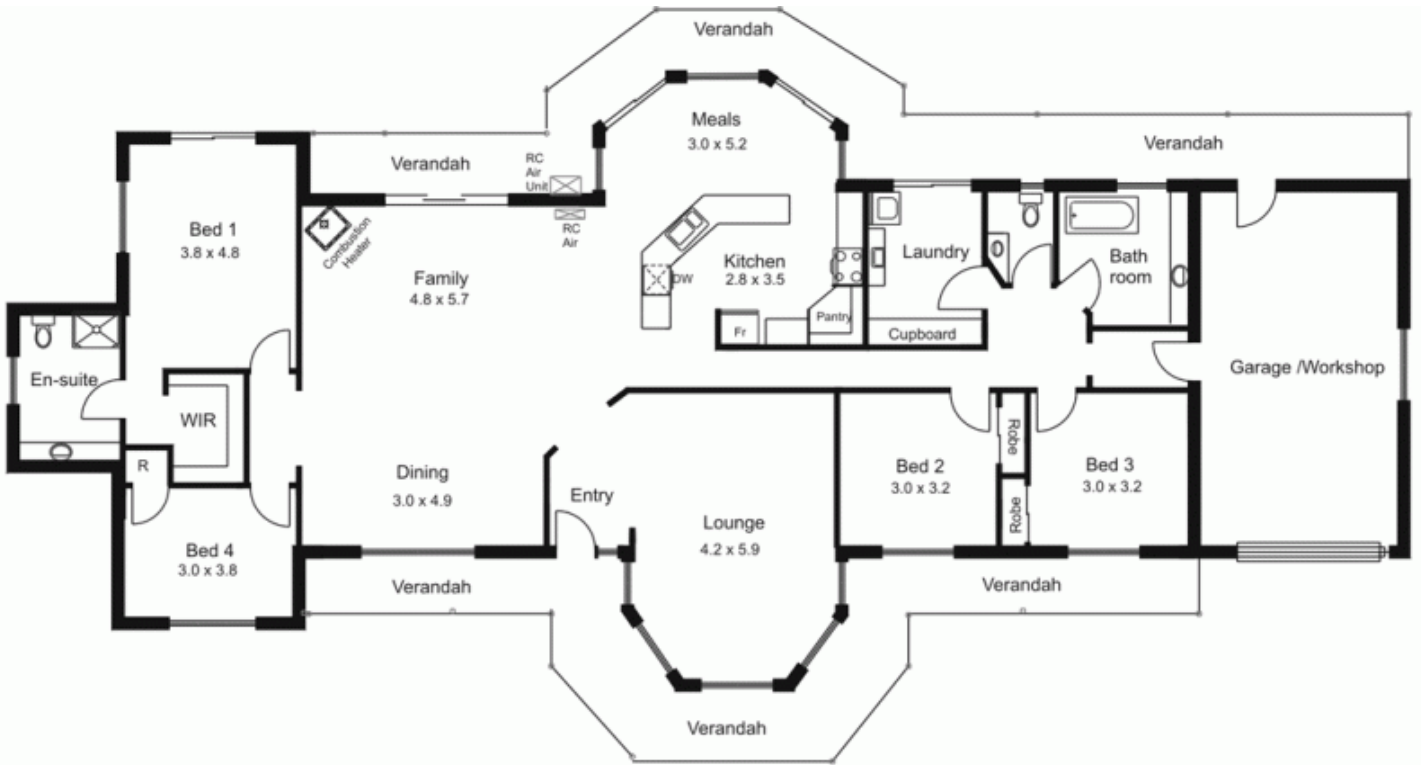 Verandah
Meals
3.0 x 5.2
Verandah
Verandah
RC
Air
Unit
RC
Air
Combustion
Heater
Bed 1
3.8 x 4.8
Family
4.8 x 5.7
Kitchen
2.8 x 3.5
DW
Fr
Pantry
Laundry
Cupboard
Bath
room
Garage /Workshop
En-suite
WIR
R
Dining
3.0 x 4.9
Entry
Lounge
4.2 x 5.9
Bed 2
3.0 x 3.2
Robe
Robe
Bed 3
3.0 x 3.2
Bed 4
3.0 x 3.8
Verandah
Verandah
Verandah